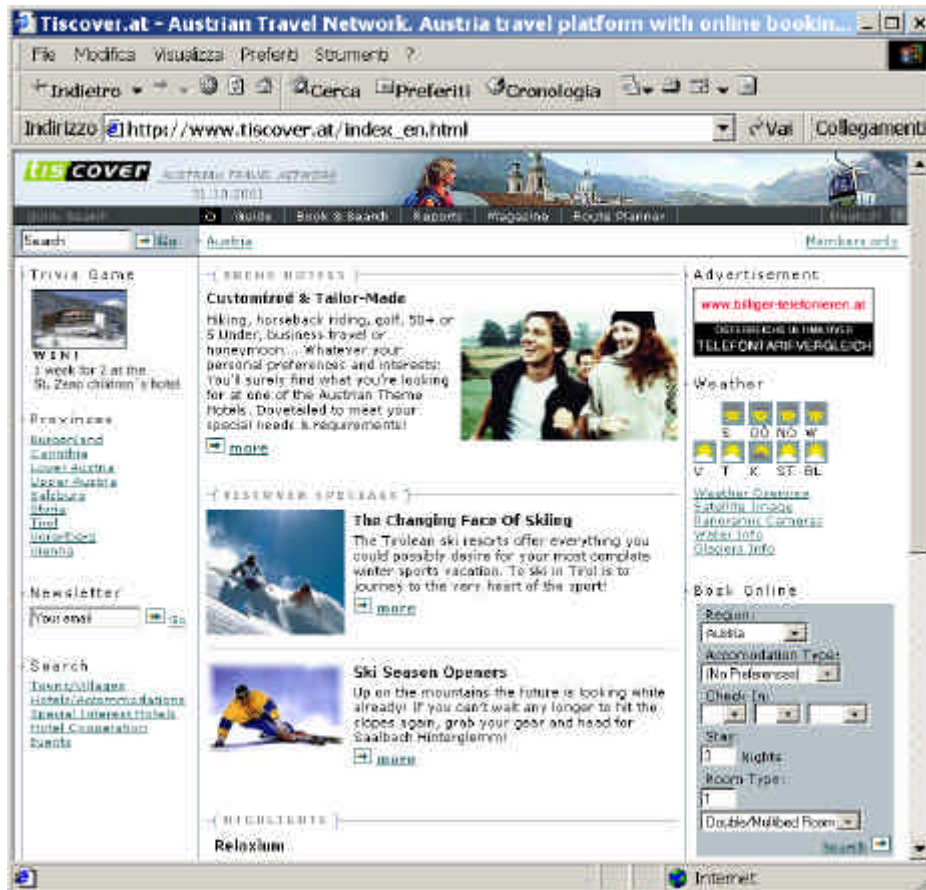 Tiscover.at - Austrian Travel Network. Austria travel platform with online bookin...
File Modifica Visualizza Preferiti Strumenti ?
Indietro Cerca Preferiti Cronologia
Indirizzo http://www.tiscover.at/index_en.html Vai Collegamenti
tiscover AUSTRIAN TRAVEL NETWORK
31.10.2001
Guide Book & Search Reports Magazine Route Planner
Search Go Austria Members only
Trivia Game
WIN!
1 week for 2 at the
St. Zeno children´s hotel
Provinces
Burgenland
Carinthia
Lower Austria
Upper Austria
Salzburg
Styria
Tirol
Vorarlberg
Vienna
Newsletter
Your email Go
Search
Towns/Villages
Hotels/Accommodations
Special Interest Hotels
Hotel Cooperation
Events
THEME HOTELS
Customized & Tailor-Made
Hiking, horseback riding, golf, 50+ or
5 Under, business travel or
honeymoon... Whatever your
personal preferences and interests:
You'll surely find what you're looking
for at one of the Austrian Theme
Hotels. Dovetailed to meet your
special needs & requirements!
more
TISCOVER SPECIALS
The Changing Face Of Skiing
The Tirolean ski resorts offer everything you
could possibly desire for your most complete
winter sports vacation. To ski in Tirol is to
journey to the very heart of the sport!
more
Ski Season Openers
Up on the mountains the future is looking white
already! If you can't wait any longer to hit the
slopes again, grab your gear and head for
Saalbach Hinterglemm!
more
HIGHLIGHTS
Relaxium
Advertisement
www.billiger-telefonieren.at
TELEFONTARIFVERGLEICH
Weather
S OÖ NÖ W
V T K ST BL
Weather Overview
Satellite Image
Panoramic Cameras
Water Info
Glaciers Info
Book Online
Region:
Austria
Accomodation Type:
(No Preferences)
Check In:
Stay
Nights
Room Type:
1
Double/Multibed Room
Search
Internet